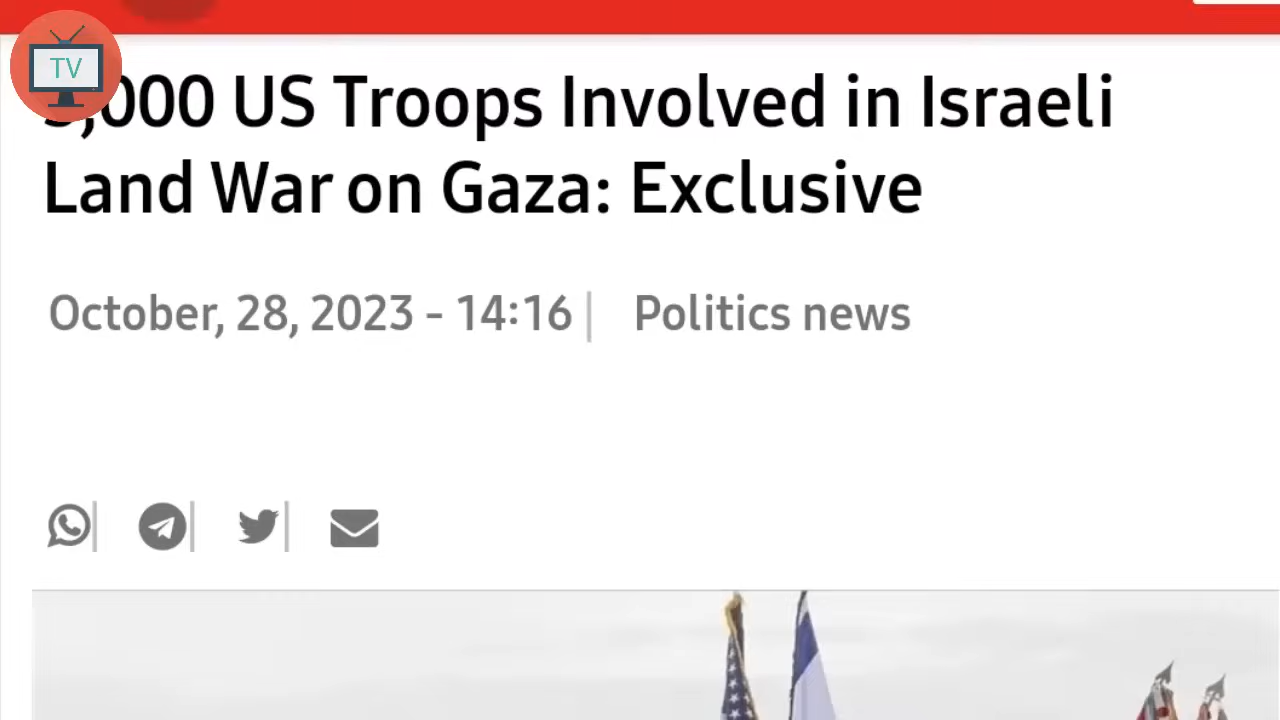 TV
,000 US Troops Involved in Israeli
Land War on Gaza: Exclusive
October, 28, 2023 - 14:16 | Politics news